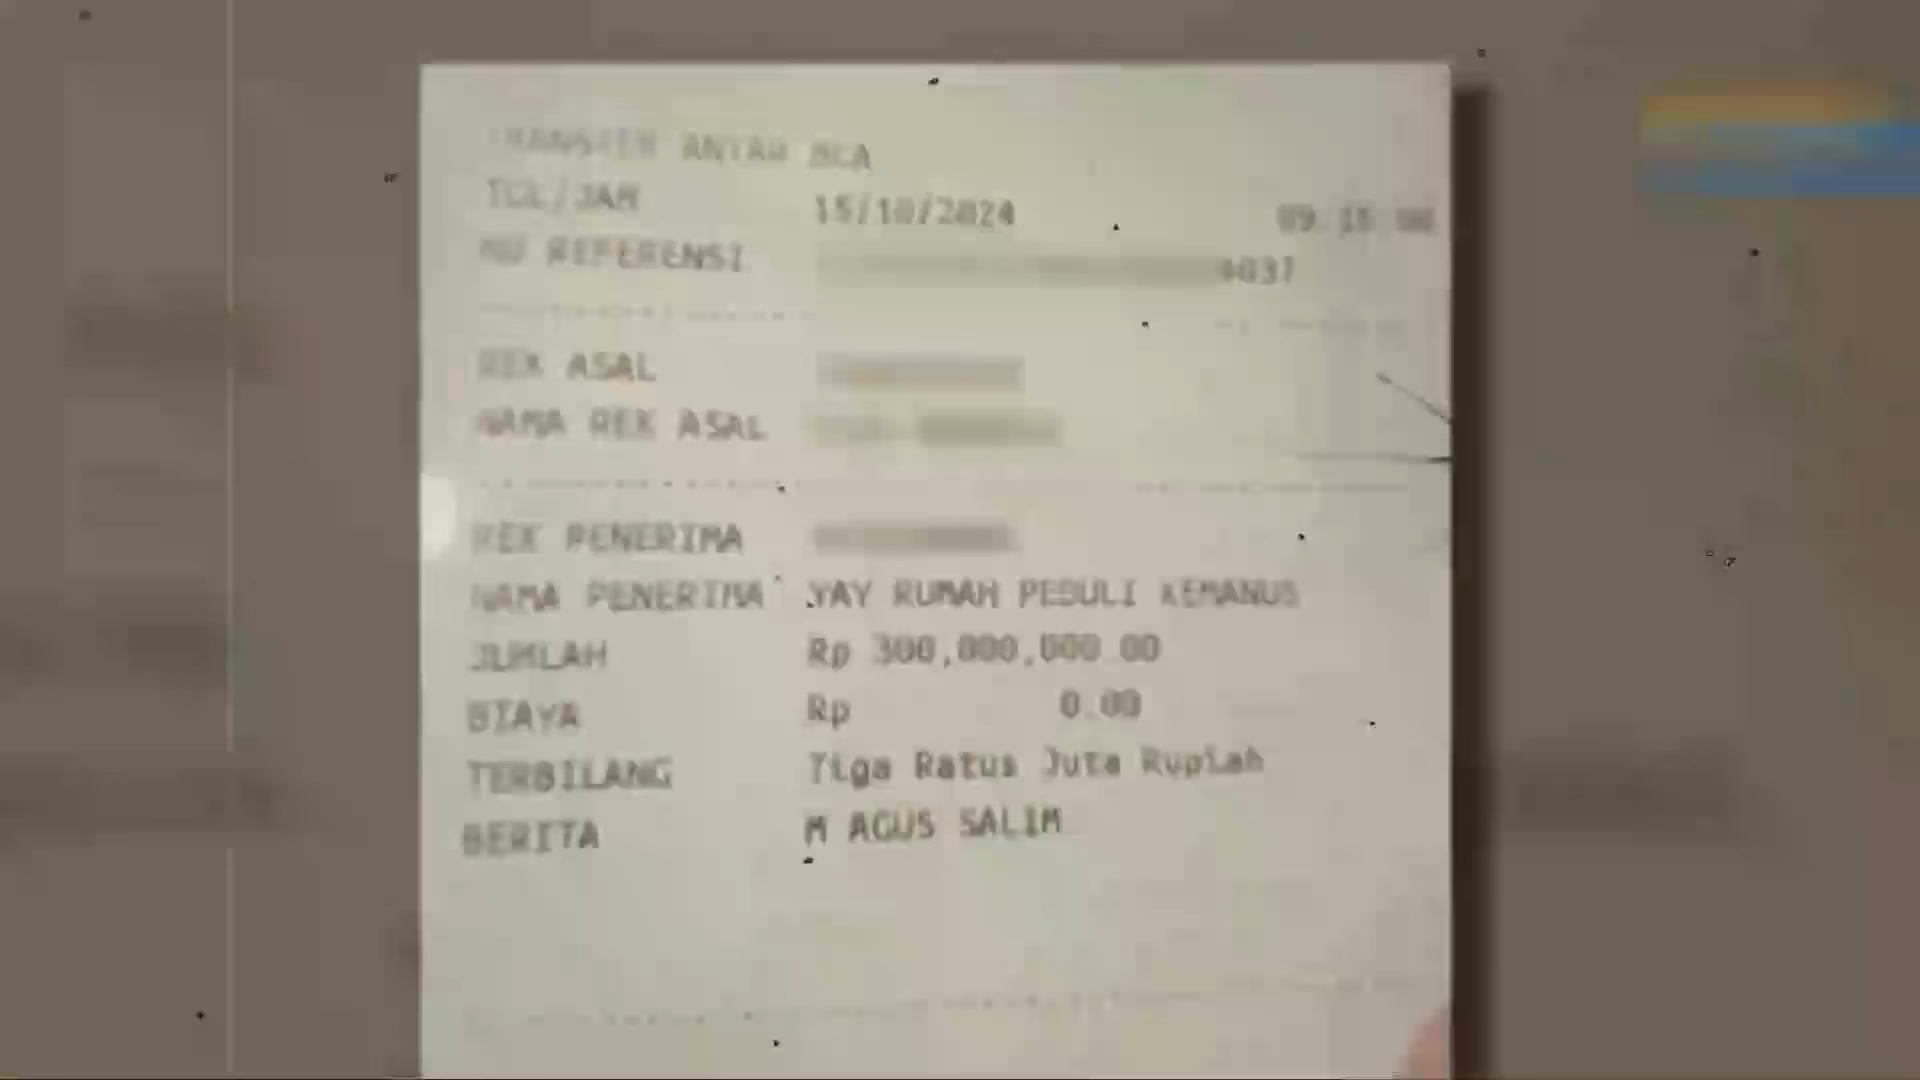 TRANSFER ANTAR BCA
TGL/JAM 15/10/2024 09 15
NO REFERENSI 037
REK ASAL
NAMA REK ASAL
REK PENERIMA
NAMA PENERIMA YAY RUMAH PEDULI KEMANUS
JUMLAH Rp 300,000,000.00
BIAYA Rp 0.00
TERBILANG Tiga Ratus Juta Rupiah
BERITA M AGUS SALIM